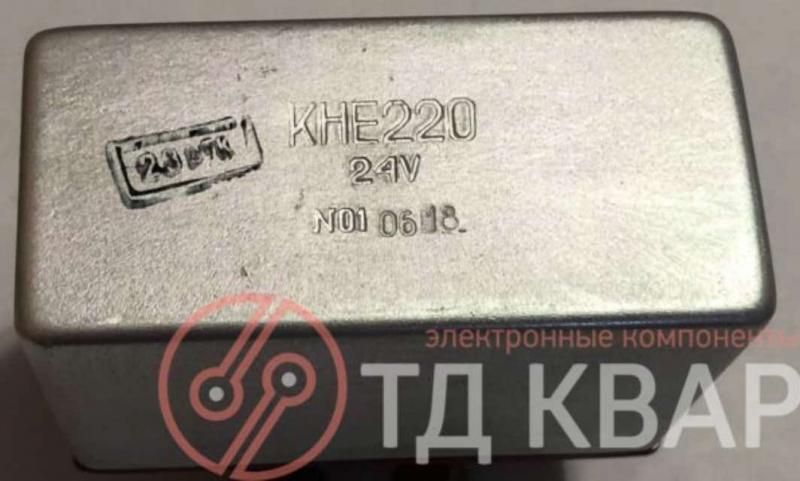 КНЕ220
24V
N01 0618
электронные компоненты
ТД КВАР